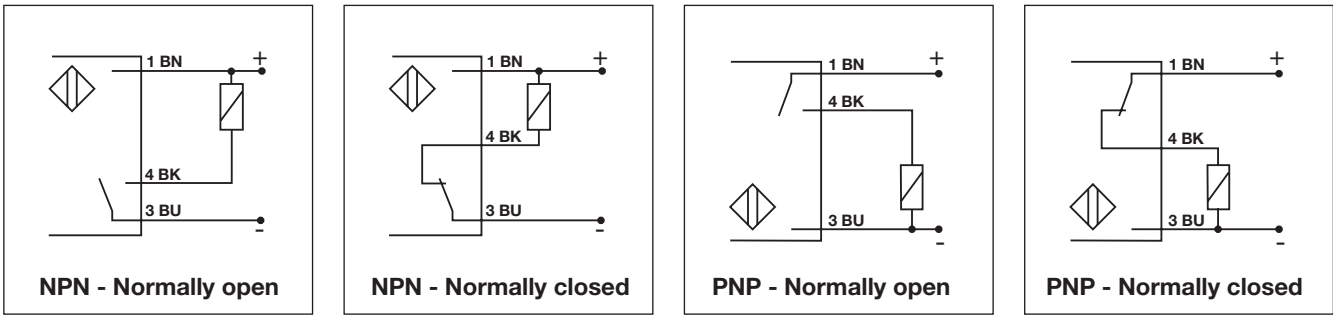 1 BN +
4 BK
3 BU -
NPN - Normally open
1 BN +
4 BK
3 BU -
NPN - Normally closed
1 BN +
4 BK
3 BU -
PNP - Normally open
1 BN +
4 BK
3 BU -
PNP - Normally closed